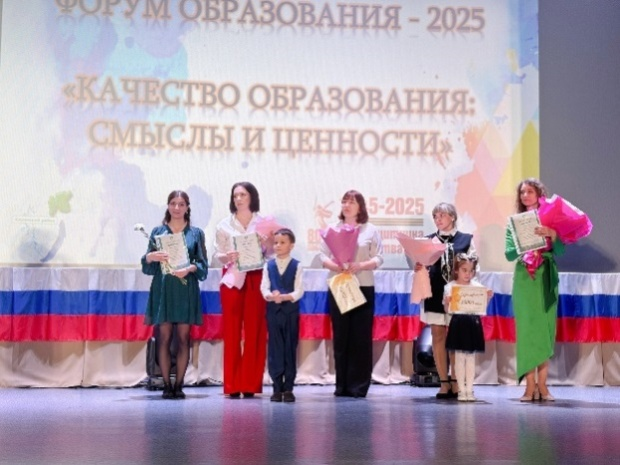 ФОРУМ ОБРАЗОВАНИЯ - 2025
«КАЧЕСТВО ОБРАЗОВАНИЯ:
СМЫСЛЫ И ЦЕННОСТИ»
5-2025